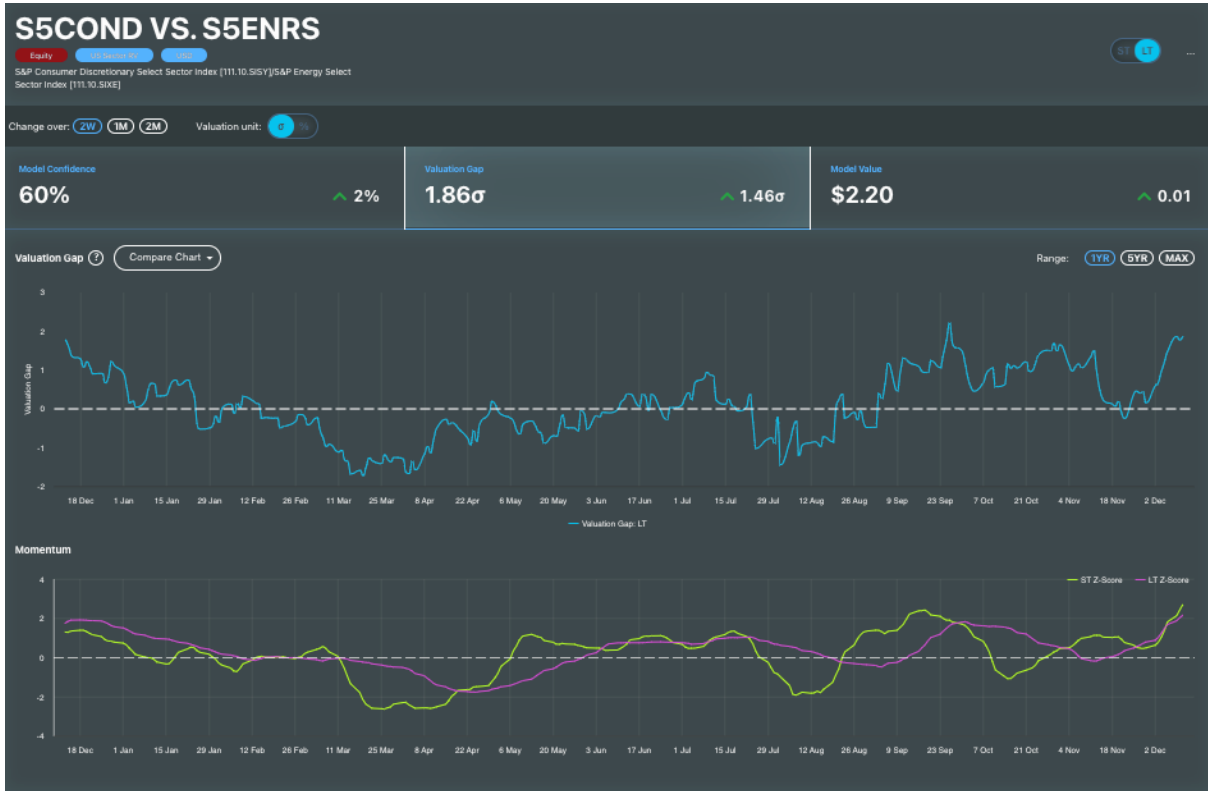 S5COND VS. S5ENRS
Equity US Sector RV USD
S&P Consumer Discretionary Select Sector Index [111.10.SISY]/S&P Energy Select
Sector Index [111.10.SIXE]
ST LT ...
Change over: 2W 1M 2M Valuation unit: σ %
Model Confidence
60% 2%
Valuation Gap
1.86σ 1.46σ
Model Value
$2.20 0.01
Valuation Gap ? Compare Chart Range: 1YR 5YR MAX
3
2
1
0
-1
-2
Valuation Gap
18 Dec 1 Jan 15 Jan 29 Jan 12 Feb 26 Feb 11 Mar 25 Mar 8 Apr 22 Apr 6 May 20 May 3 Jun 17 Jun 1 Jul 15 Jul 29 Jul 12 Aug 26 Aug 9 Sep 23 Sep 7 Oct 21 Oct 4 Nov 18 Nov 2 Dec
Valuation Gap: LT
Momentum
ST Z-Score LT Z-Score
4
2
0
-2
-4
18 Dec 1 Jan 15 Jan 29 Jan 12 Feb 26 Feb 11 Mar 25 Mar 8 Apr 22 Apr 6 May 20 May 3 Jun 17 Jun 1 Jul 15 Jul 29 Jul 12 Aug 26 Aug 9 Sep 23 Sep 7 Oct 21 Oct 4 Nov 18 Nov 2 Dec